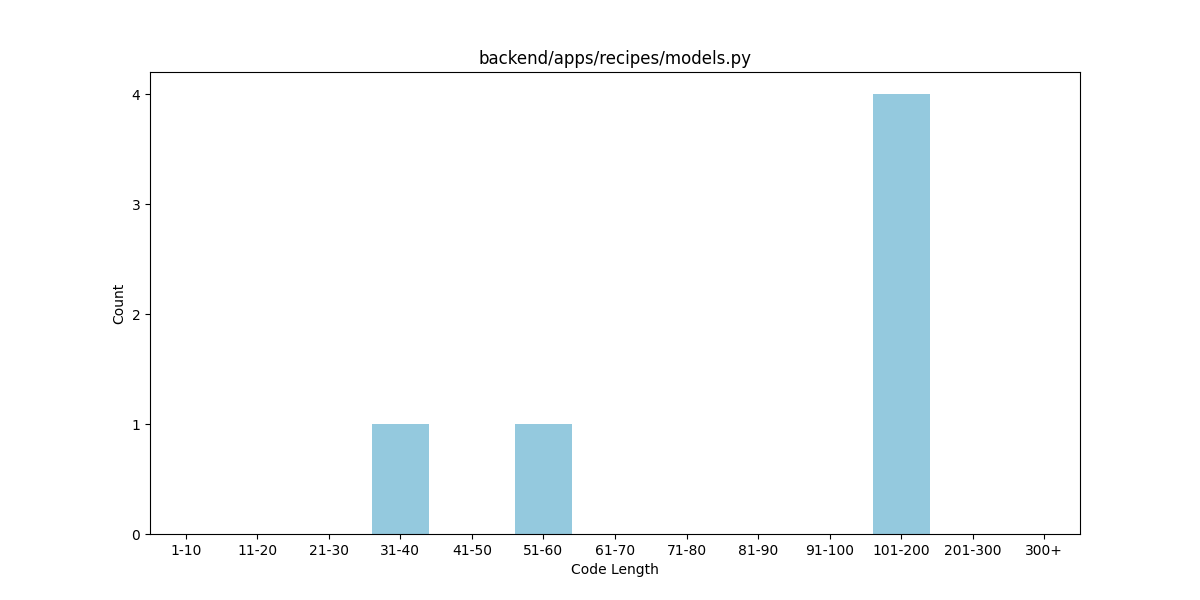 backend/apps/recipes/models.py
4
3
2
1
0
Count
1-10 11-20 21-30 31-40 41-50 51-60 61-70 71-80 81-90 91-100 101-200 201-300 300+
Code Length